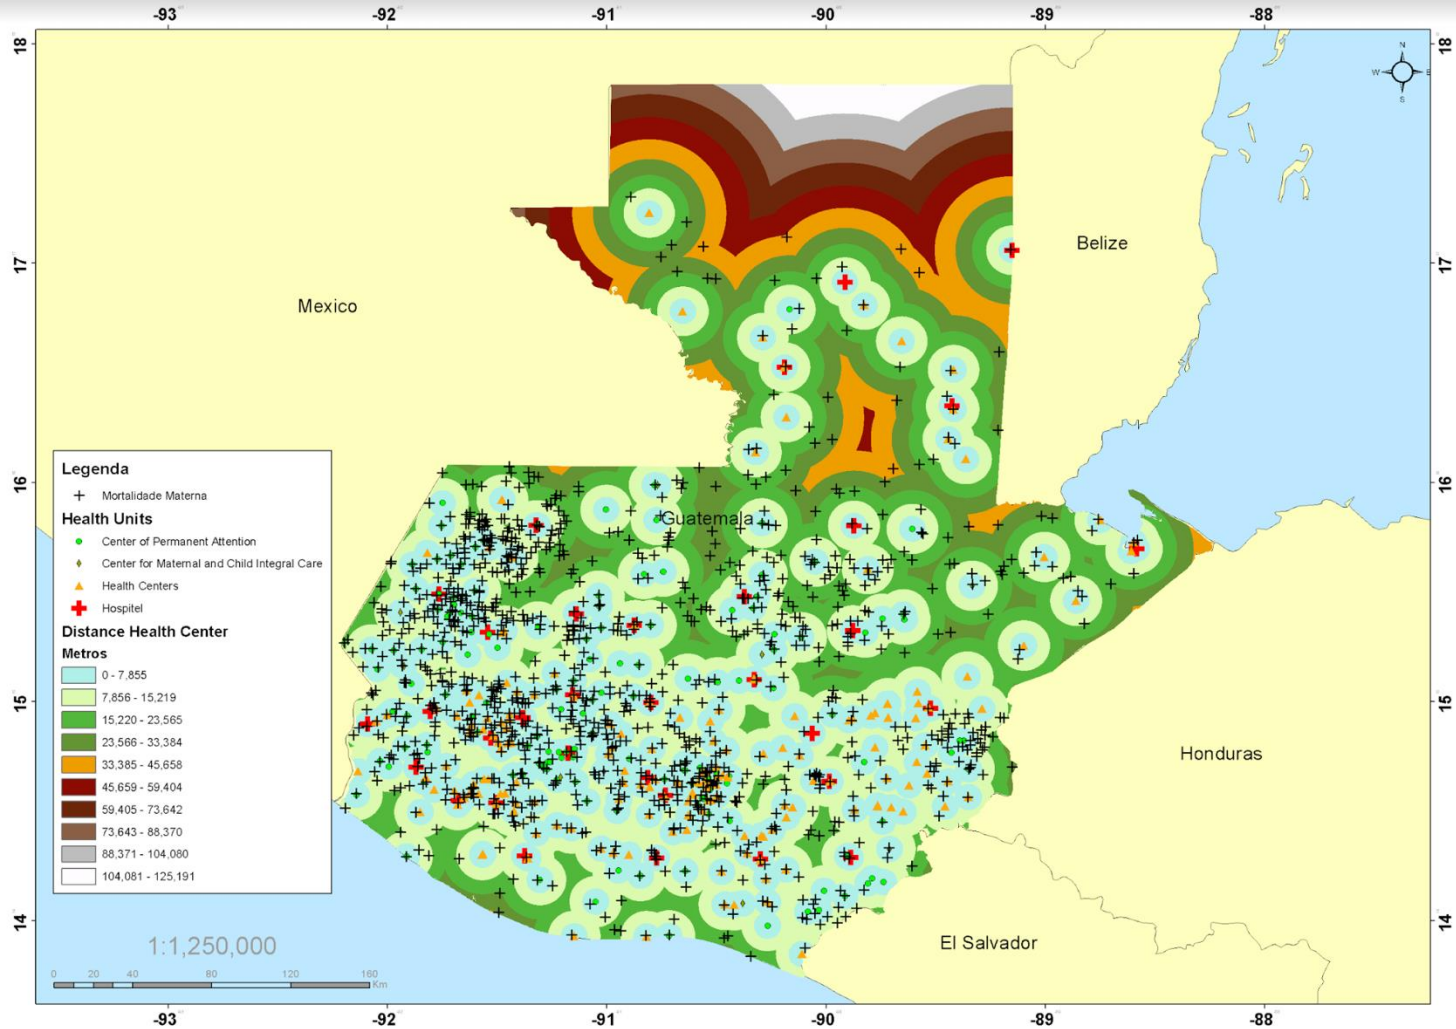 -93 -92 -91 -90 -89 -88
18 18
N
W E
S
17 17
Belize
Mexico
Legenda
Mortalidade Materna
Health Units
Center of Permanent Attention
Center for Maternal and Child Integral Care
Health Centers
Hospitel
Distance Health Center
Metros
0 - 7,855
7,856 - 15,219
15,220 - 23,565
23,566 - 33,384
33,385 - 45,658
45,659 - 59,404
59,405 - 73,642
73,643 - 88,370
88,371 - 104,080
104,081 - 125,191
16 16
Guatemala
15 15
Honduras
14 14
El Salvador
1:1,250,000
0 20 40 80 120 160
Km
-93 -92 -91 -90 -89 -88